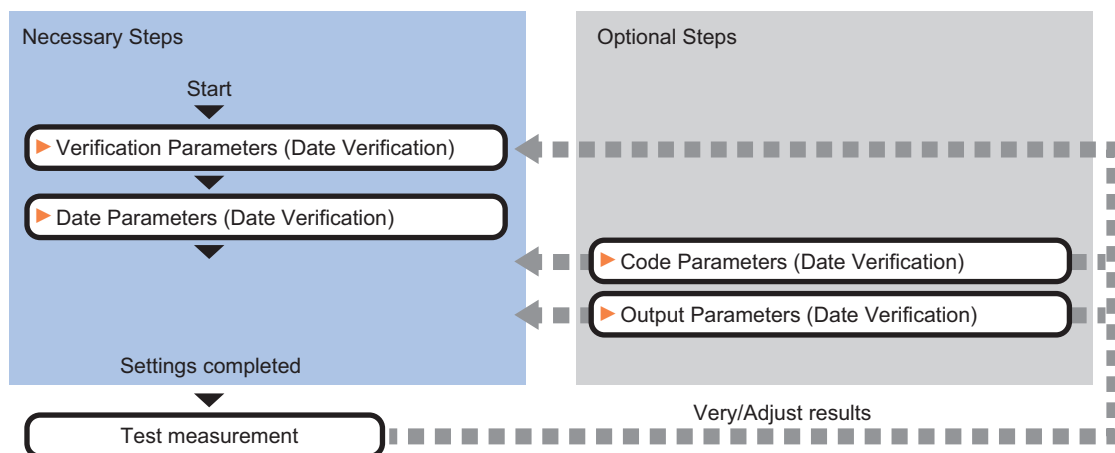 Necessary Steps
Optional Steps
Start
Verification Parameters (Date Verification)
Date Parameters (Date Verification)
Code Parameters (Date Verification)
Output Parameters (Date Verification)
Settings completed
Very/Adjust results
Test measurement